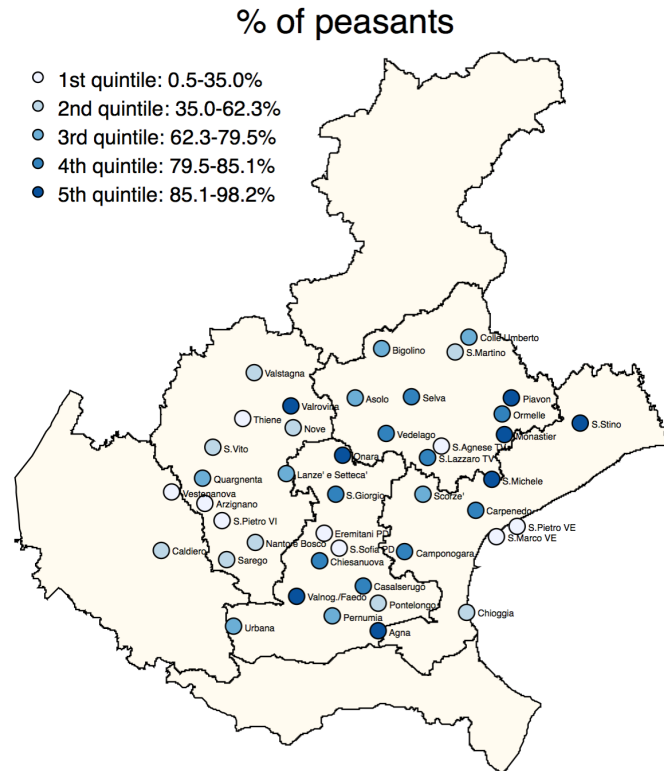 % of peasants
1st quintile: 0.5-35.0%
2nd quintile: 35.0-62.3%
3rd quintile: 62.3-79.5%
4th quintile: 79.5-85.1%
5th quintile: 85.1-98.2%
Colle Umberto
Bigolino
S.Martino
Valstagna
Asolo
Selva
Piavon
Valrovina
Ormelle
Thiene
S.Stino
Nove
Vedelago
Monastier
S.Vito
S.Agnese TV
Onara
S.Lazzaro TV
Lanze' e Setteca'
Quargnenta
S.Michele
Vestenanova
S.Giorgio
Scorze'
Arzignano
Carpenedo
S.Pietro VI
S.Pietro VE
Eremitani PD
S.Marco VE
Nantore Bosco
S.Sofia PD
Caldiero
Camponogara
Sarego
Chiesanuova
Casalserugo
Valnog./Faedo
Pontelongo
Chioggia
Pernumia
Urbana
Agna